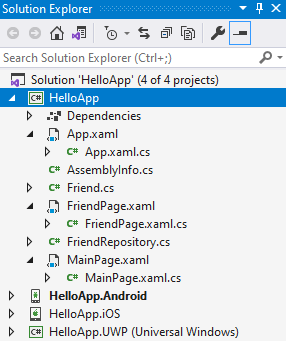 Solution Explorer
Search Solution Explorer (Ctrl+;)
Solution 'HelloApp' (4 of 4 projects)
C# HelloApp
Dependencies
App.xaml
C# App.xaml.cs
C# AssemblyInfo.cs
C# Friend.cs
FriendPage.xaml
C# FriendPage.xaml.cs
C# FriendRepository.cs
MainPage.xaml
C# MainPage.xaml.cs
HelloApp.Android
HelloApp.iOS
C# HelloApp.UWP (Universal Windows)